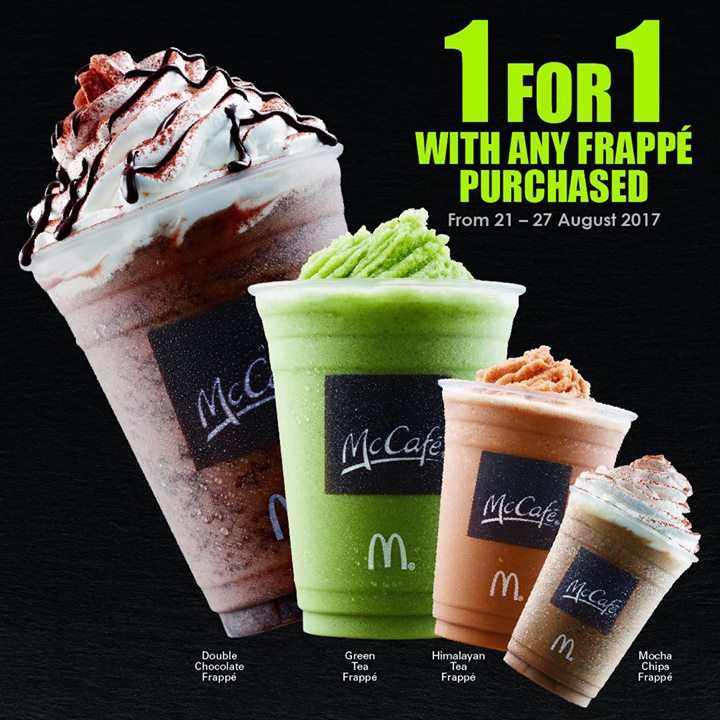 1 FOR 1
WITH ANY FRAPPÉ
PURCHASED
From 21 – 27 August 2017
McCafé
McCafé
McCafé
McCafé
Double
Chocolate
Frappé
Green
Tea
Frappé
Himalayan
Tea
Frappé
Mocha
Chips
Frappé